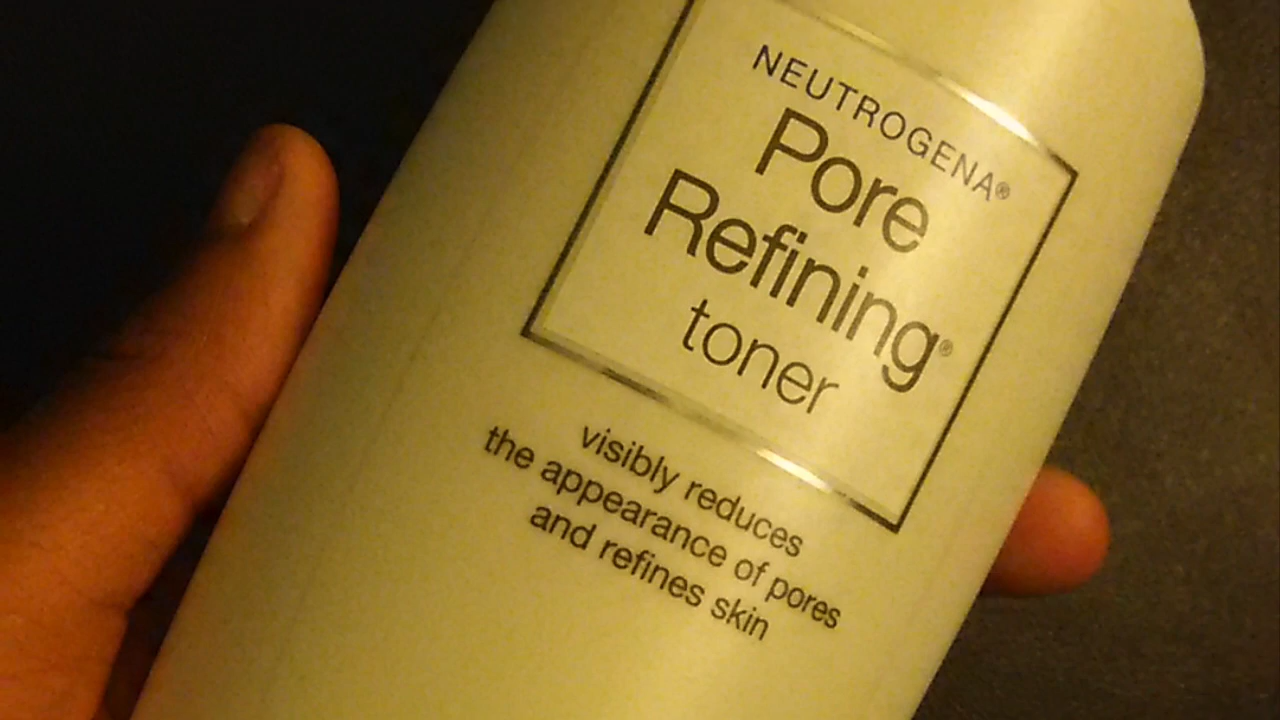 NEUTROGENA®
Pore
Refining®
toner
visibly reduces
the appearance of pores
and refines skin